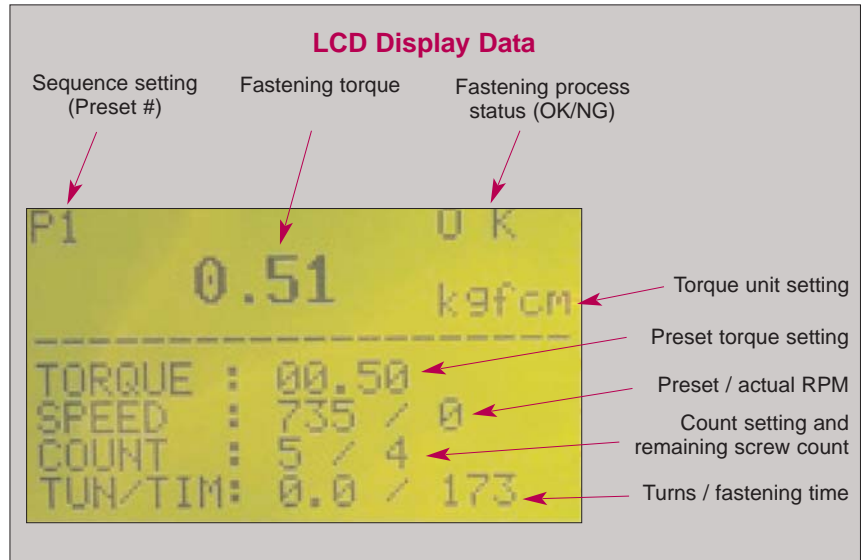 LCD Display Data
Sequence setting
(Preset #)
Fastening torque
Fastening process
status (OK/NG)
P1
O K
0.51
kgfcm
Torque unit setting
TORQUE : 00.50
Preset torque setting
SPEED : 735 / 0
Preset / actual RPM
COUNT : 5 / 4
Count setting and
remaining screw count
TUN/TIM: 0.0 / 173
Turns / fastening time